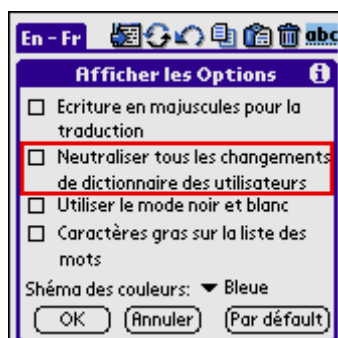 En - Fr abc
Afficher les Options i
Ecriture en majuscules pour la
traduction
Neutraliser tous les changements
de dictionnaire des utilisateurs
Utiliser le mode noir et blanc
Caractères gras sur la liste des
mots
Shéma des couleurs: Bleue
OK Annuler Par défault